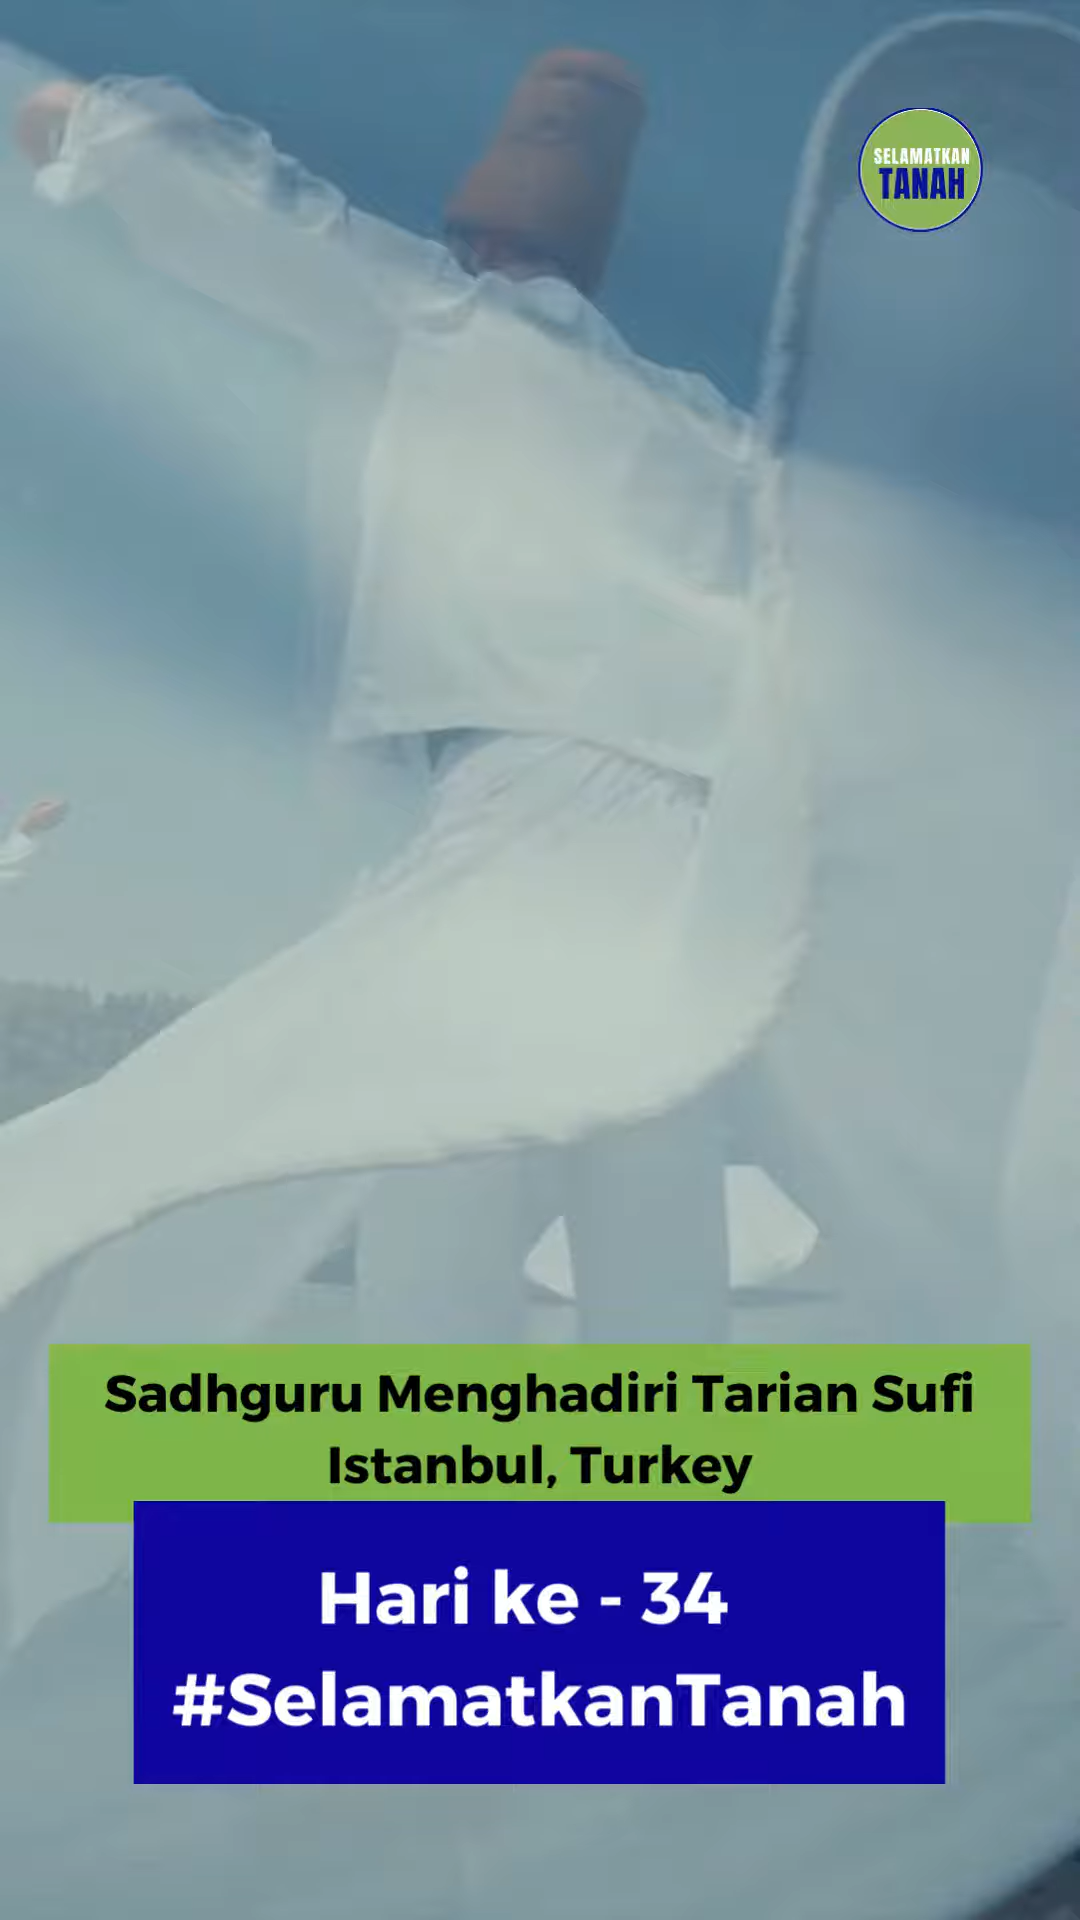 SELAMATKAN
TANAH
Sadhguru Menghadiri Tarian Sufi
Istanbul, Turkey
Hari ke - 34
#SelamatkanTanah